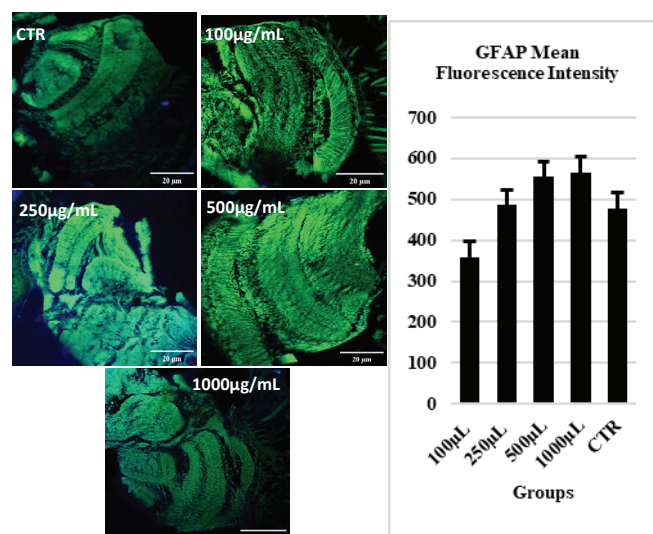 CTR
20 μm
100μg/mL
20 μm
250μg/mL
20 μm
500μg/mL
20 μm
1000μg/mL
GFAP Mean
Fluorescence Intensity
700
600
500
400
300
200
100
0
100μL
250μL
500μL
1000μL
CTR
Groups